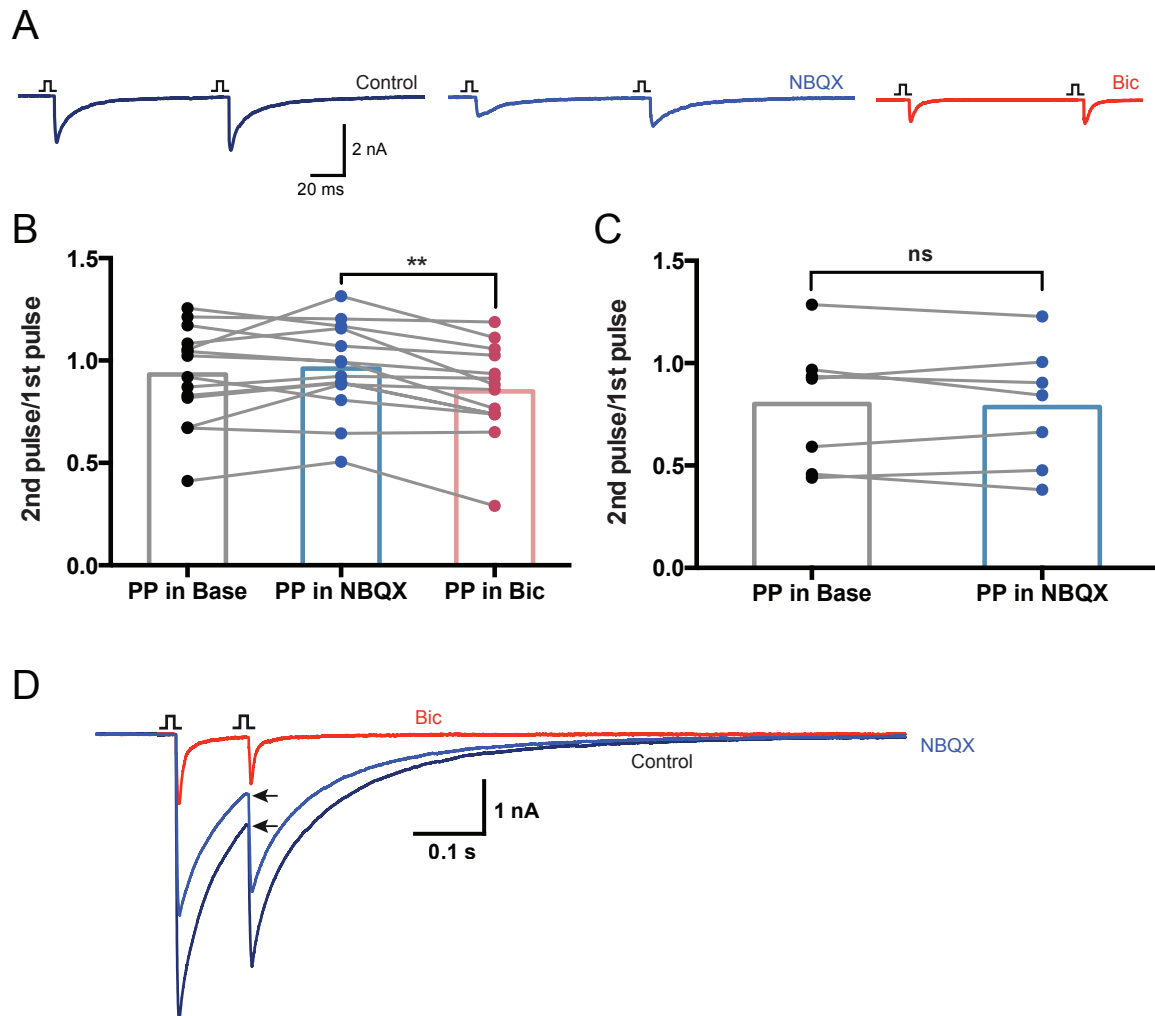 A
Control
NBQX
Bic
2 nA
20 ms
B
C
1.5
1.0
0.5
0.0
2nd pulse/1st pulse
**
PP in Base
PP in NBQX
PP in Bic
1.5
1.0
0.5
0.0
2nd pulse/1st pulse
ns
PP in Base
PP in NBQX
D
Bic
NBQX
Control
1 nA
0.1 s